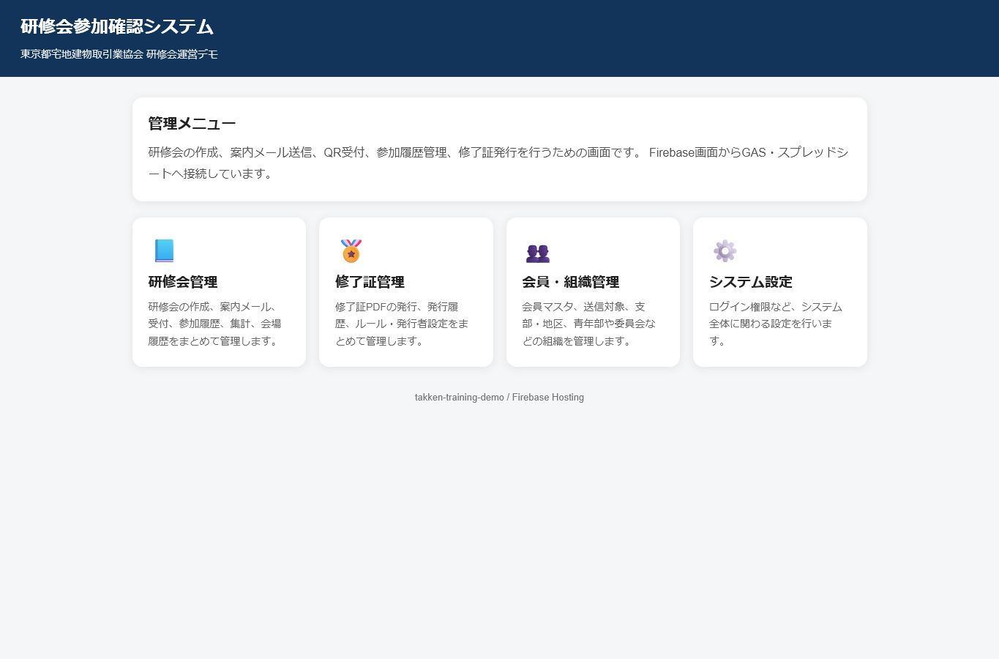 研修会参加確認システム
東京都宅地建物取引業協会 研修会運営デモ
管理メニュー
研修会の作成、案内メール送信、QR受付、参加履歴管理、修了証発行を行うための画面です。 Firebase画面からGAS・スプレッドシ
ートへ接続しています。
研修会管理
研修会の作成、案内メール、
受付、参加履歴、集計、会場
履歴をまとめて管理します。
修了証管理
修了証PDFの発行、発行履
歴、ルール・発行者設定をま
とめて管理します。
会員・組織管理
会員マスタ、送信対象、支
部・地区、青年部や委員会な
どの組織を管理します。
システム設定
ログイン権限など、システム
全体に関わる設定を行いま
す。
takken-training-demo / Firebase Hosting